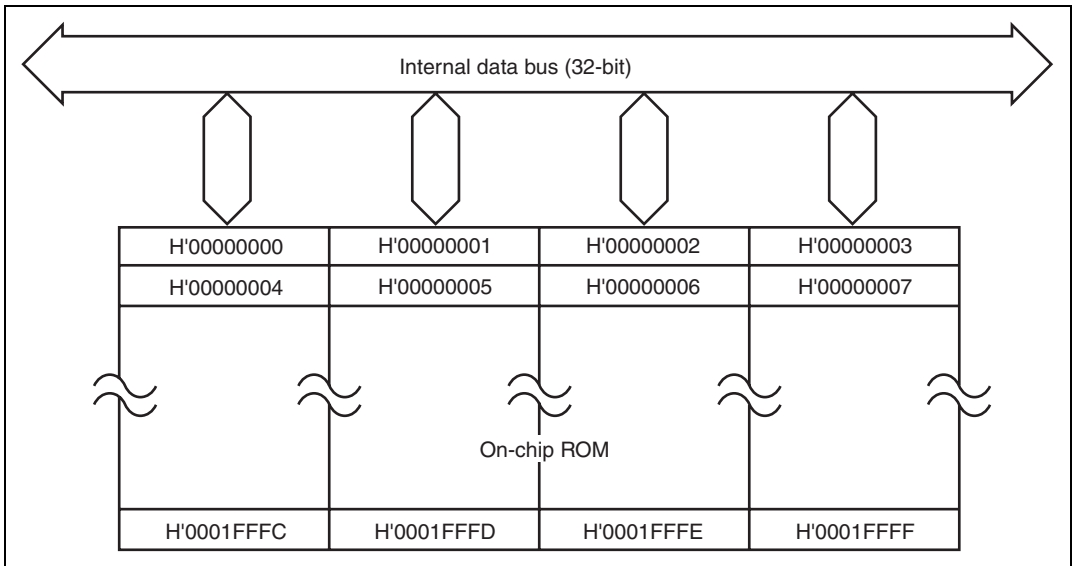 Internal data bus (32-bit)
H'00000000 H'00000001 H'00000002 H'00000003
H'00000004 H'00000005 H'00000006 H'00000007
On-chip ROM
H'0001FFFC H'0001FFFD H'0001FFFE H'0001FFFF